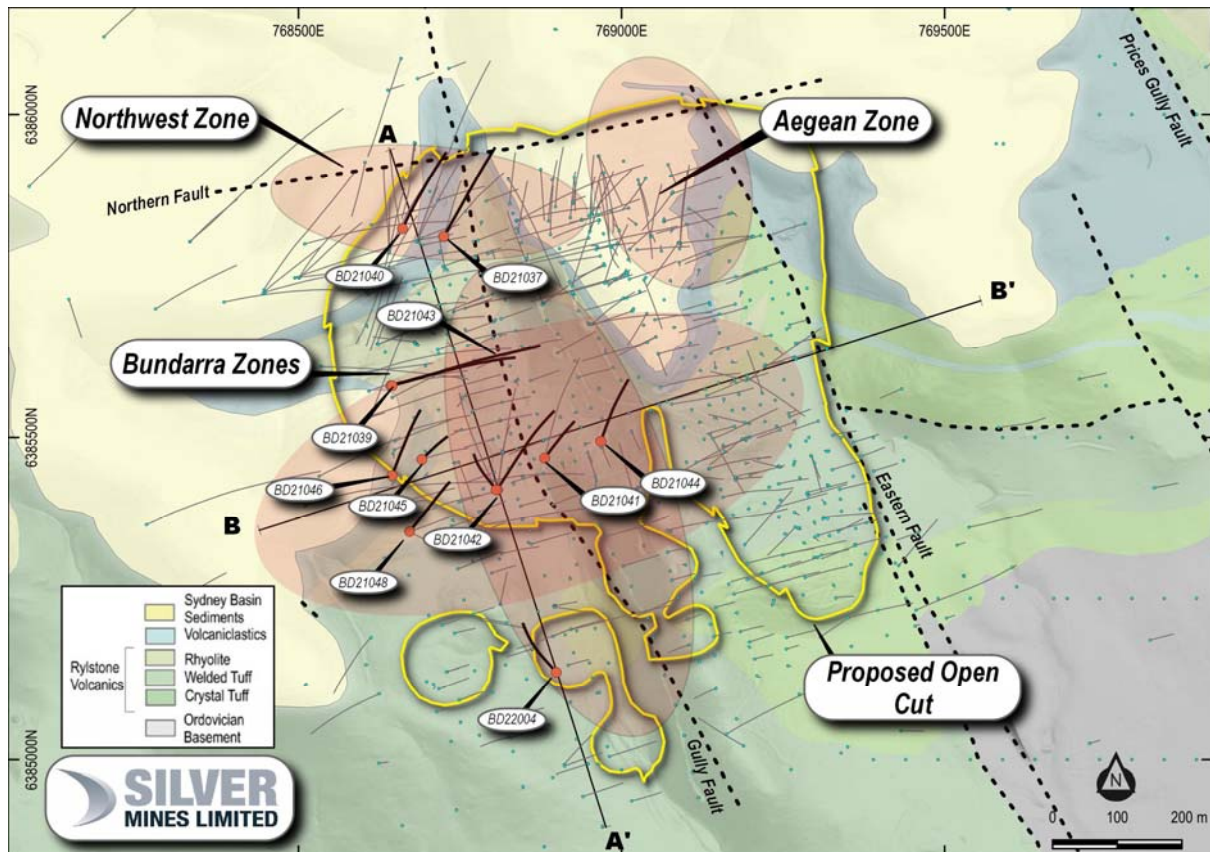 768500E
769000E
769500E
6386000N
6385500N
6385000N
Northwest Zone
A
Aegean Zone
Prices Gully Fault
Northern Fault
BD21040
BD21037
B'
BD21043
Bundarra Zones
BD21039
BD21046
BD21045
BD21041
BD21044
B
BD21042
BD21048
Eastern Fault
Sydney Basin
Sediments
Volcaniclastics
Rylstone
Volcanics
Rhyolite
Welded Tuff
Crystal Tuff
Ordovician
Basement
Proposed Open
Cut
BD22004
Gully Fault
SILVER
MINES LIMITED
A'
N
0 100 200 m